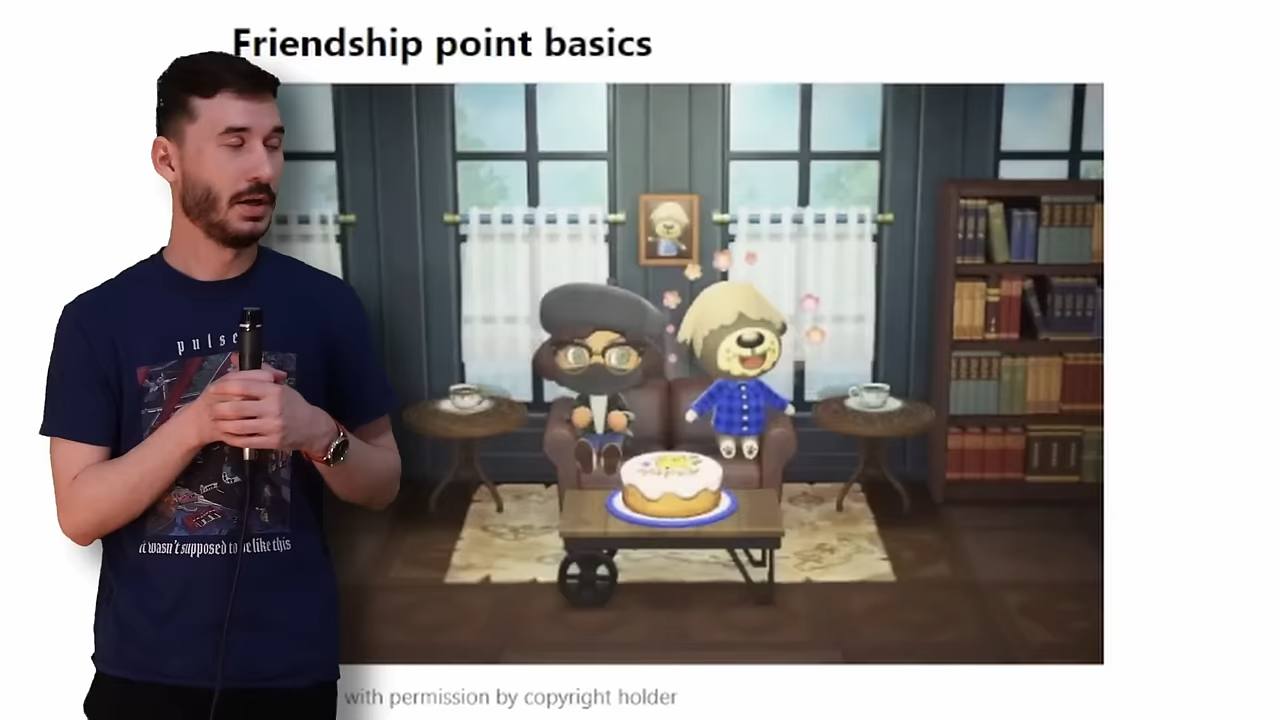 Friendship point basics
pulse
it wasn't supposed to be like this
with permission by copyright holder